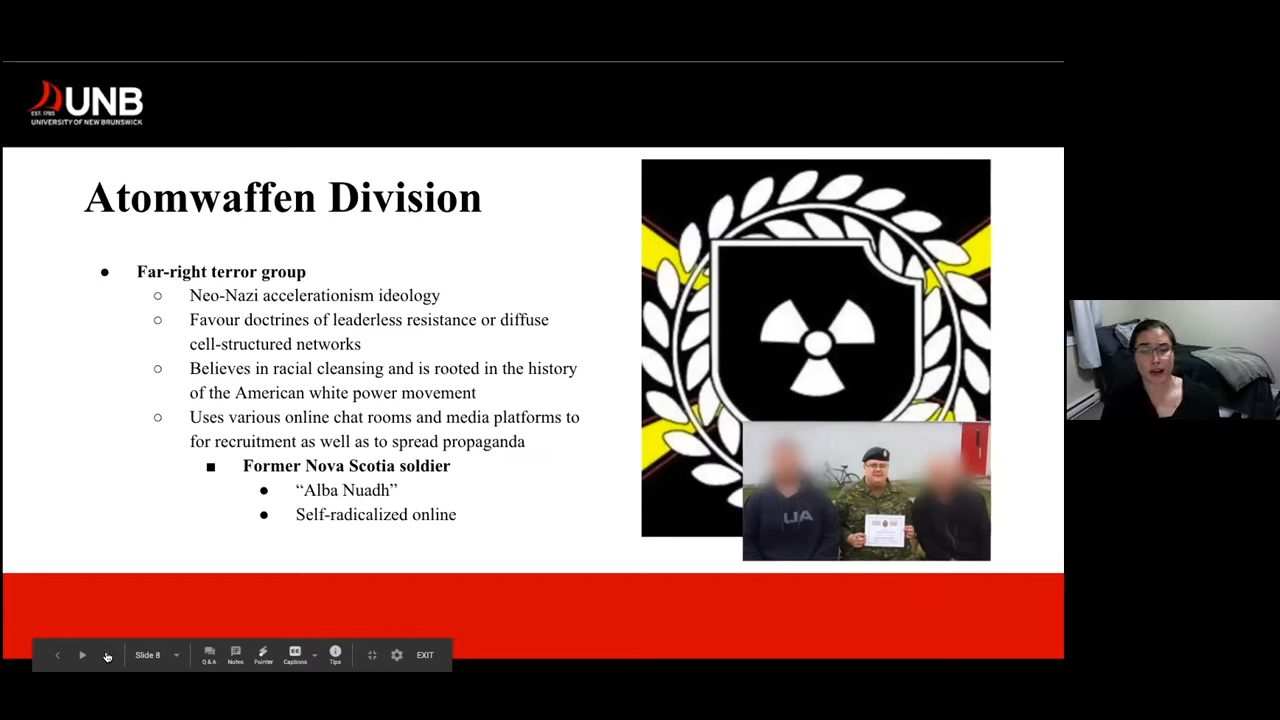 UNB
EST. 1785
UNIVERSITY OF NEW BRUNSWICK
Atomwaffen Division
● Far-right terror group
○ Neo-Nazi accelerationism ideology
○ Favour doctrines of leaderless resistance or diffuse
cell-structured networks
○ Believes in racial cleansing and is rooted in the history
of the American white power movement
○ Uses various online chat rooms and media platforms to
for recruitment as well as to spread propaganda
■ Former Nova Scotia soldier
● “Alba Nuadh”
● Self-radicalized online
UA
Slide 8
Q & A
Notes
Pointer
Captions
Tips
EXIT